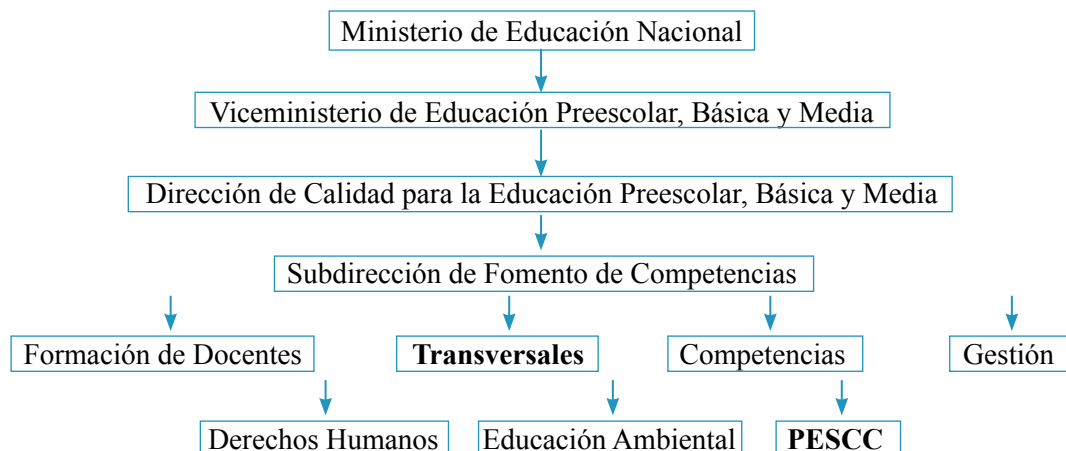 Ministerio de Educación Nacional
Viceministerio de Educación Preescolar, Básica y Media
Dirección de Calidad para la Educación Preescolar, Básica y Media
Subdirección de Fomento de Competencias
Formación de Docentes
Transversales
Competencias
Gestión
Derechos Humanos
Educación Ambiental
PESCC